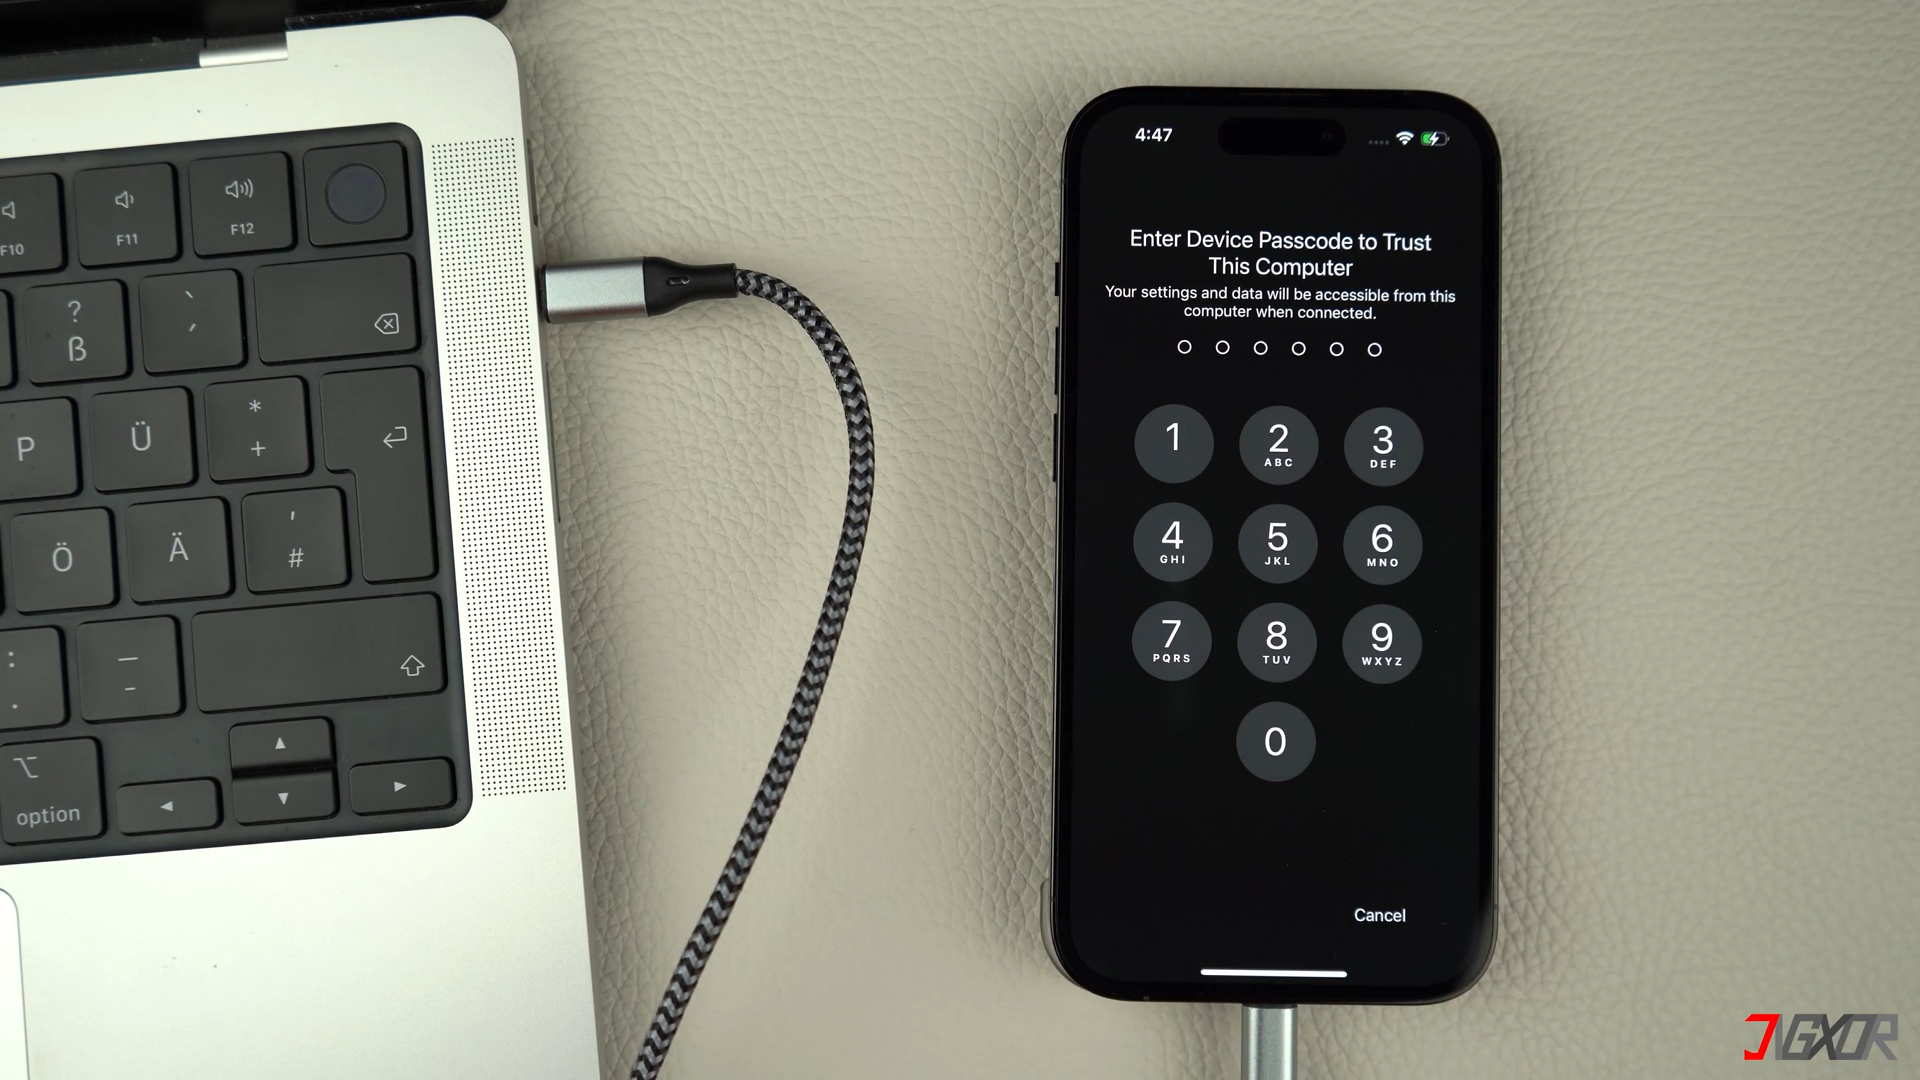 F10
F11
F12
?
ß
`
´
P
Ü
*
+
Ö
Ä
'
#
:
.
_
-
option
4:47
Enter Device Passcode to Trust
This Computer
Your settings and data will be accessible from this
computer when connected.
1
2
ABC
3
DEF
4
GHI
5
JKL
6
MNO
7
PQRS
8
TUV
9
WXYZ
0
Cancel
JIGXOR